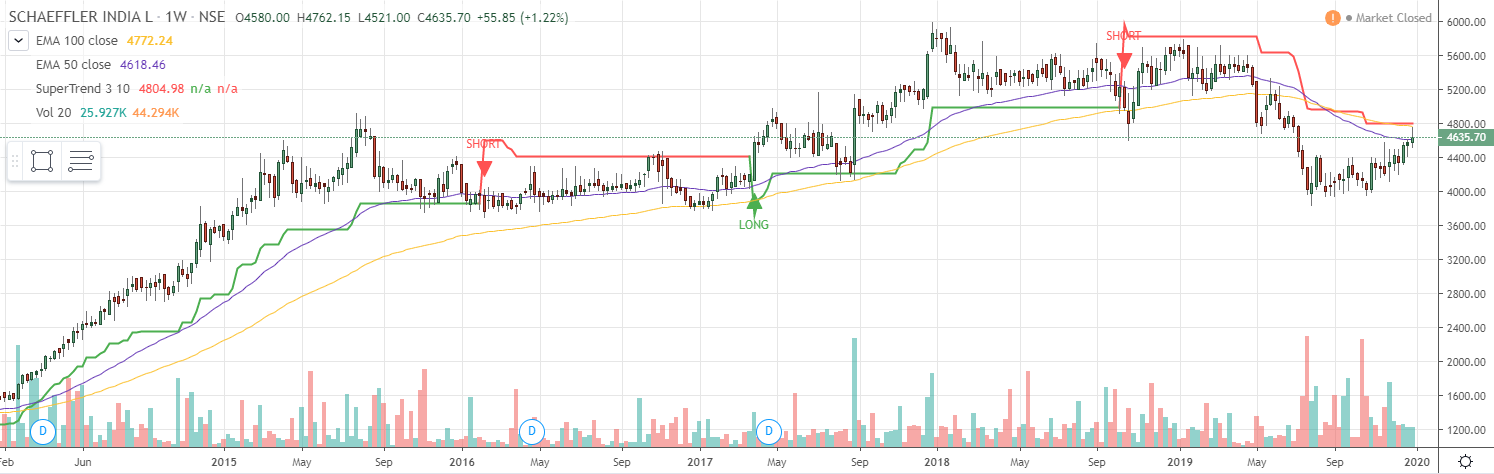 SCHAEFFLER INDIA L · 1W · NSE O4580.00 H4762.15 L4521.00 C4635.70 +55.85 (+1.22%)
! Market Closed
EMA 100 close 4772.24
EMA 50 close 4618.46
SuperTrend 3 10 4804.98 n/a n/a
Vol 20 25.927K 44.294K
SHORT
SHORT
LONG
6000.00
5600.00
5200.00
4800.00
4635.70
4400.00
4000.00
3600.00
3200.00
2800.00
2400.00
2000.00
1600.00
1200.00
D D D
Feb Jun 2015 May Sep 2016 May Sep 2017 May Sep 2018 May Sep 2019 May Sep 2020